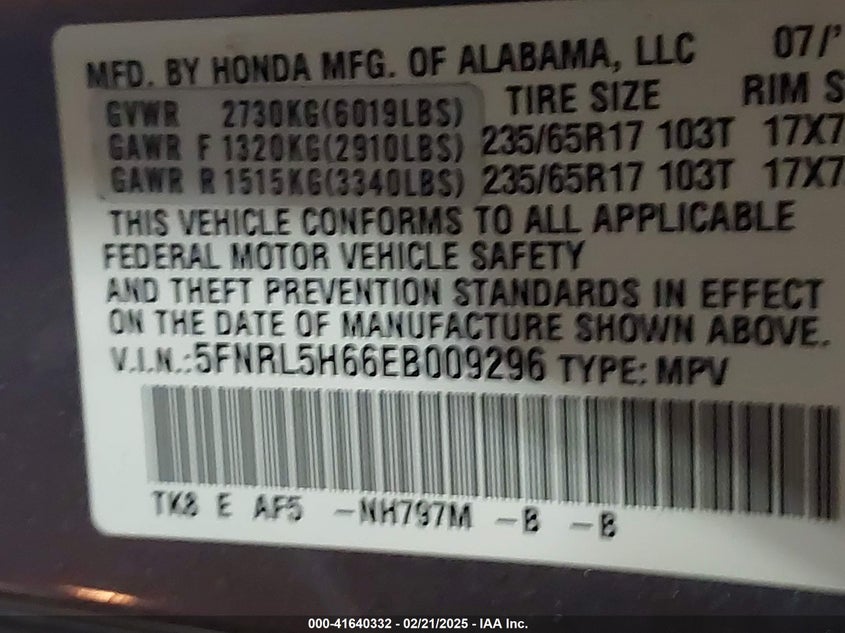 MFD. BY HONDA MFG. OF ALABAMA, LLC 07/'
GVWR 2730KG(6019LBS) TIRE SIZE RIM S
GAWR F 1320KG(2910LBS) 235/65R17 103T 17X7
GAWR R 1515KG(3340LBS) 235/65R17 103T 17X7
THIS VEHICLE CONFORMS TO ALL APPLICABLE
FEDERAL MOTOR VEHICLE SAFETY
AND THEFT PREVENTION STANDARDS IN EFFECT
ON THE DATE OF MANUFACTURE SHOWN ABOVE.
V.I.N.:5FNRL5H66EB009296 TYPE: MPV
TK8 E AF5 -NH797M -B -B
000-41640332 - 02/21/2025 - IAA Inc.